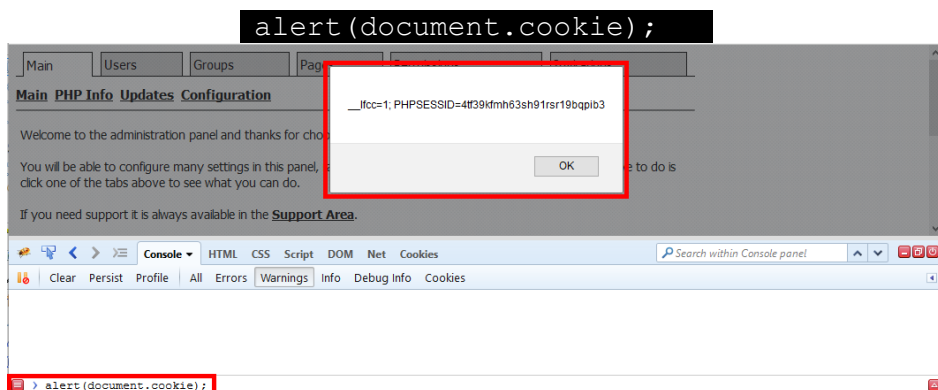 alert(document.cookie);
Main Users Groups
Main PHP Info Updates Configuration
__lfcc=1; PHPSESSID=4tf39kfmh63sh91rsr19bqpib3
Welcome to the administration panel and thanks for
You will be able to configure many settings in this panel, to do is
OK
click one of the tabs above to see what you can do.
If you need support it is always available in the Support Area.
Console HTML CSS Script DOM Net Cookies Search within Console panel
Clear Persist Profile All Errors Warnings Info Debug Info Cookies
> alert(document.cookie);